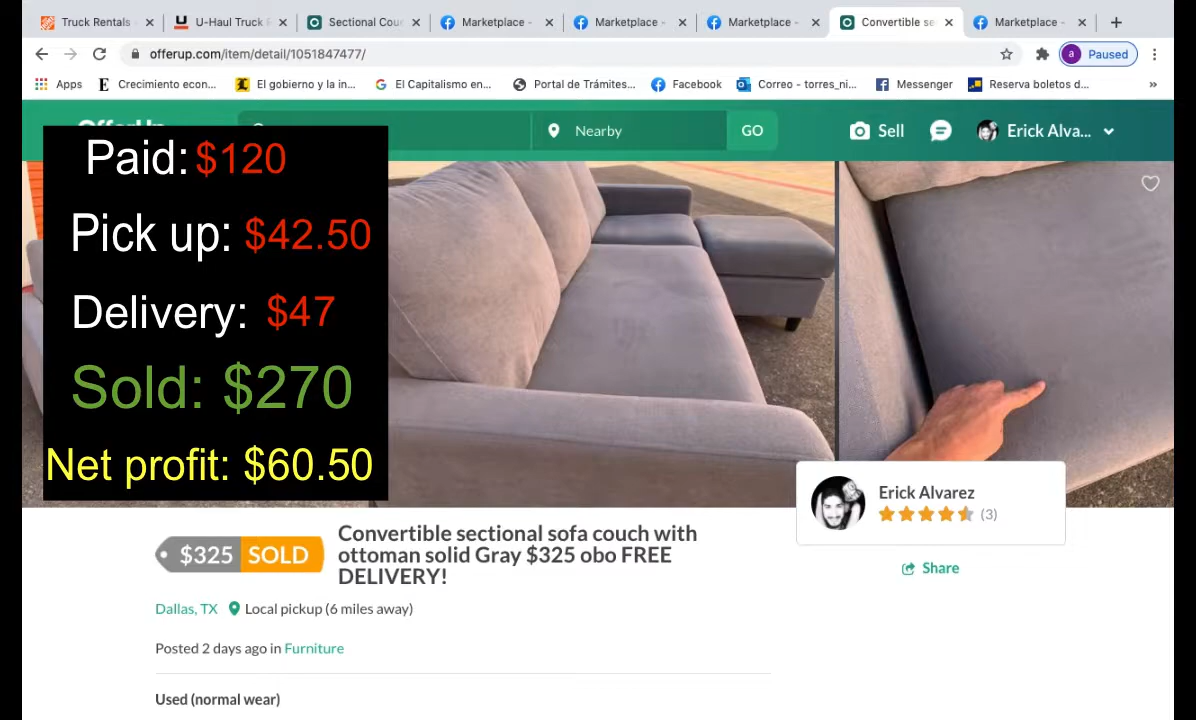 Truck Rentals
U-Haul Truck
Sectional Cou
Marketplace -
Marketplace -
Marketplace -
Convertible se
Marketplace -
offerup.com/item/detail/1051847477/
a
Paused
Apps
E
Crecimiento econ...
El gobierno y la in...
G
El Capitalismo en...
Portal de Trámites...
Facebook
Correo - torres_ni...
Messenger
Reserva boletos d...
»
OfferUp
Nearby
GO
Sell
Erick Alva...
Paid: $120
Pick up: $42.50
Delivery: $47
Sold: $270
Net profit: $60.50
Erick Alvarez
(3)
Share
$325 SOLD
Convertible sectional sofa couch with
ottoman solid Gray $325 obo FREE
DELIVERY!
Dallas, TX Local pickup (6 miles away)
Posted 2 days ago in Furniture
Used (normal wear)